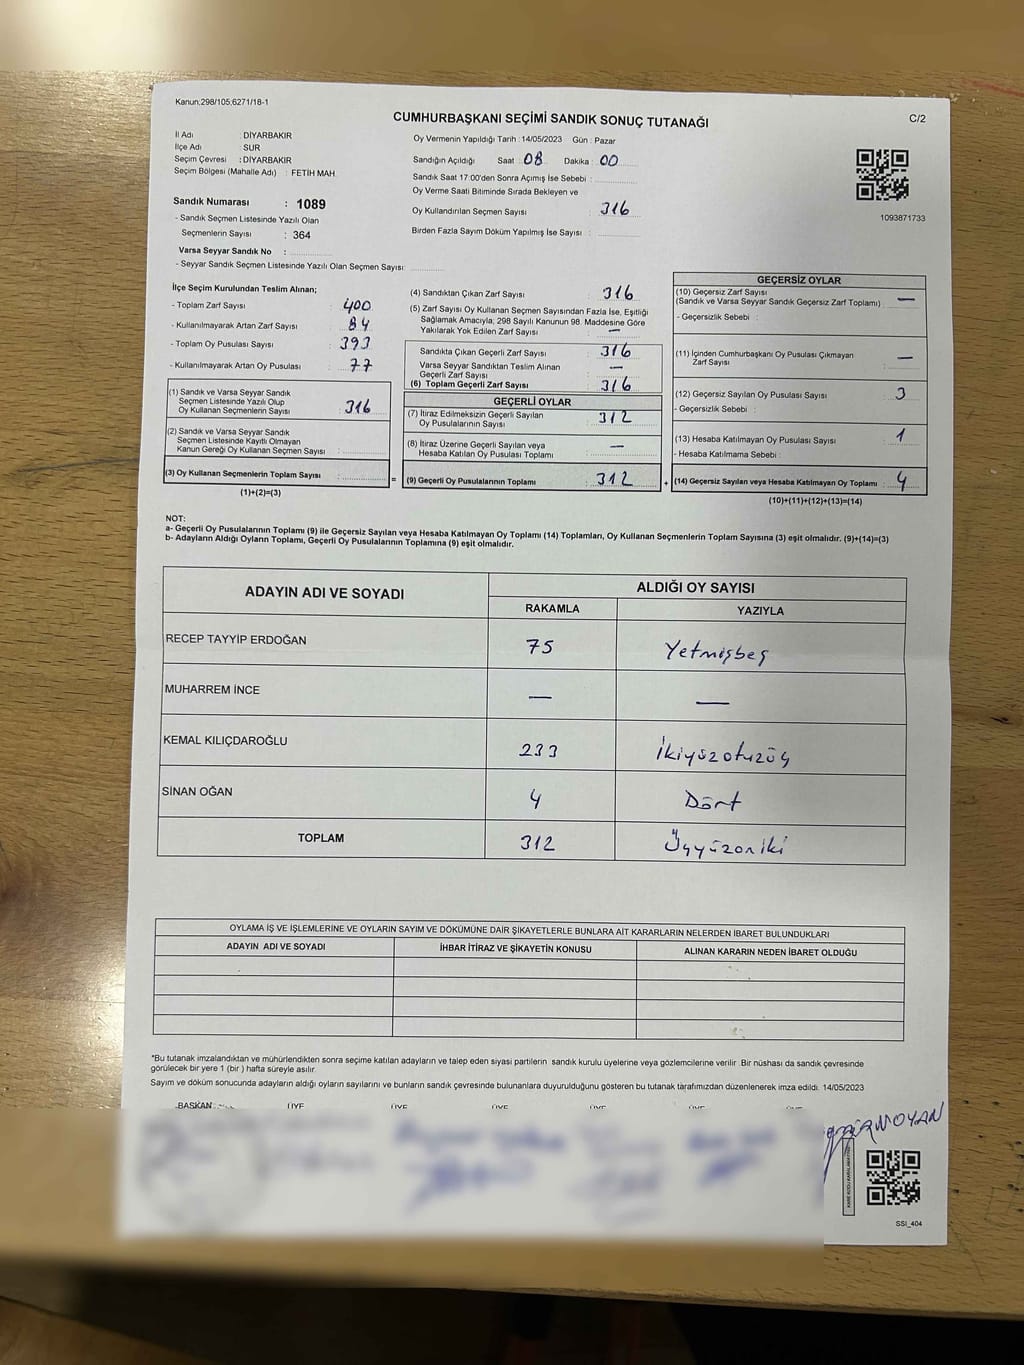 Kanun:298/105;6271/18-1
CUMHURBAŞKANI SEÇİMİ SANDIK SONUÇ TUTANAĞI
C/2
İl Adı : DİYARBAKIR
İlçe Adı : SUR
Seçim Çevresi : DİYARBAKIR
Seçim Bölgesi (Mahalle Adı) : FETİH MAH.
Sandık Numarası : 1089
- Sandık Seçmen Listesinde Yazılı Olan
Seçmenlerin Sayısı : 364
Varsa Seyyar Sandık No :
- Seyyar Sandık Seçmen Listesinde Yazılı Olan Seçmen Sayısı:
Oy Vermenin Yapıldığı Tarih : 14/05/2023 Gün : Pazar
Sandığın Açıldığı Saat : 08 Dakika : 00
Sandık Saat 17:00'den Sonra Açımış İse Sebebi :
Oy Verme Saati Bitiminde Sırada Bekleyen ve
Oy Kullandırılan Seçmen Sayısı : 316
Birden Fazla Sayım Döküm Yapılmış İse Sayısı :
1093871733
İlçe Seçim Kurulundan Teslim Alınan;
- Toplam Zarf Sayısı : 400
- Kullanılmayarak Artan Zarf Sayısı : 84
- Toplam Oy Pusulası Sayısı : 393
- Kullanılmayarak Artan Oy Pusulası : 77
(1) Sandık ve Varsa Seyyar Sandık
Seçmen Listesinde Yazılı Olup
Oy Kullanan Seçmenlerin Sayısı : 316
(2) Sandık ve Varsa Seyyar Sandık
Seçmen Listesinde Kayıtlı Olmayan
Kanun Gereği Oy Kullanan Seçmen Sayısı :
(3) Oy Kullanan Seçmenlerin Toplam Sayısı :
(1)+(2)=(3)
=
(4) Sandıktan Çıkan Zarf Sayısı : 316
(5) Zarf Sayısı Oy Kullanan Seçmen Sayısından Fazla İse, Eşitliği
Sağlamak Amacıyla, 298 Sayılı Kanunun 98. Maddesine Göre
Yakılarak Yok Edilen Zarf Sayısı : —
Sandıkta Çıkan Geçerli Zarf Sayısı : 316
Varsa Seyyar Sandıktan Teslim Alınan
Geçerli Zarf Sayısı : —
(6) Toplam Geçerli Zarf Sayısı : 316
GEÇERLİ OYLAR
(7) İtiraz Edilmeksizin Geçerli Sayılan
Oy Pusulalarının Sayısı : 312
(8) İtiraz Üzerine Geçerli Sayılan veya
Hesaba Katılan Oy Pusulası Toplamı : —
(9) Geçerli Oy Pusulalarının Toplamı : 312
+
GEÇERSİZ OYLAR
(10) Geçersiz Zarf Sayısı
(Sandık ve Varsa Seyyar Sandık Geçersiz Zarf Toplamı) : —
- Geçersizlik Sebebi :
(11) İçinden Cumhurbaşkanı Oy Pusulası Çıkmayan
Zarf Sayısı : —
(12) Geçersiz Sayılan Oy Pusulası Sayısı : 3
- Geçersizlik Sebebi :
(13) Hesaba Katılmayan Oy Pusulası Sayısı : 1
- Hesaba Katılmama Sebebi :
(14) Geçersiz Sayılan veya Hesaba Katılmayan Oy Toplamı : 4
(10)+(11)+(12)+(13)=(14)
NOT:
a- Geçerli Oy Pusulalarının Toplamı (9) ile Geçersiz Sayılan veya Hesaba Katılmayan Oy Toplamı (14) Toplamları, Oy Kullanan Seçmenlerin Toplam Sayısına (3) eşit olmalıdır. (9)+(14)=(3)
b- Adayların Aldığı Oyların Toplamı, Geçerli Oy Pusulalarının Toplamına (9) eşit olmalıdır.
ADAYIN ADI VE SOYADI
ALDIĞI OY SAYISI
RAKAMLA YAZIYLA
RECEP TAYYİP ERDOĞAN 75 Yetmişbeş
MUHARREM İNCE — —
KEMAL KILIÇDAROĞLU 233 İkiyüzotuzüç
SİNAN OĞAN 4 Dört
TOPLAM 312 Üçyüzoniki
OYLAMA İŞ VE İŞLEMLERİNE VE OYLARIN SAYIM VE DÖKÜMÜNE DAİR ŞİKAYETLERLE BUNLARA AİT KARARLARIN NELERDEN İBARET BULUNDUKLARI
ADAYIN ADI VE SOYADI İHBAR İTİRAZ VE ŞİKAYETİN KONUSU ALINAN KARARIN NEDEN İBARET OLDUĞU
*Bu tutanak imzalandıktan ve mühürlendikten sonra seçime katılan adayların ve talep eden siyasi partilerin sandık kurulu üyelerine veya gözlemcilerine verilir. Bir nüshası da sandık çevresinde
görülecek bir yere 1 (bir ) hafta süreyle asılır.
Sayım ve döküm sonucunda adayların aldığı oyların sayılarını ve bunların sandık çevresinde bulunanlara duyurulduğunu gösteren bu tutanak tarafımızdan düzenlenerek imza edildi. 14/05/2023
BAŞKAN ÜYE ÜYE ÜYE ÜYE ÜYE ÜYE
SSI_404